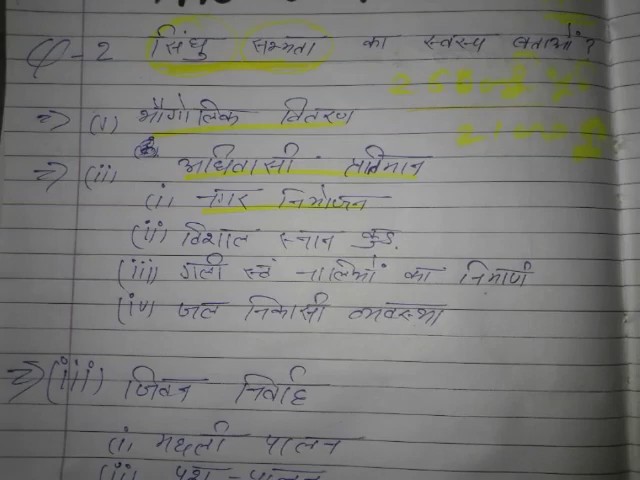 Q-2 सिंधु सभ्यता का स्वरूप बताओं?
⇒ (i) भौगोलिक वितरण
⇒ (ii) अधिवासी प्रतिमान
(i) नगर नियोजन
(ii) विशाल स्नान कुंड.
(iii) गली एवं नालियों का निमार्ण
(iv) जल निकासी व्यवस्था
⇒ (iii) जिवन निर्वाह
(i) मछली पालन
(ii) पशु-पालन